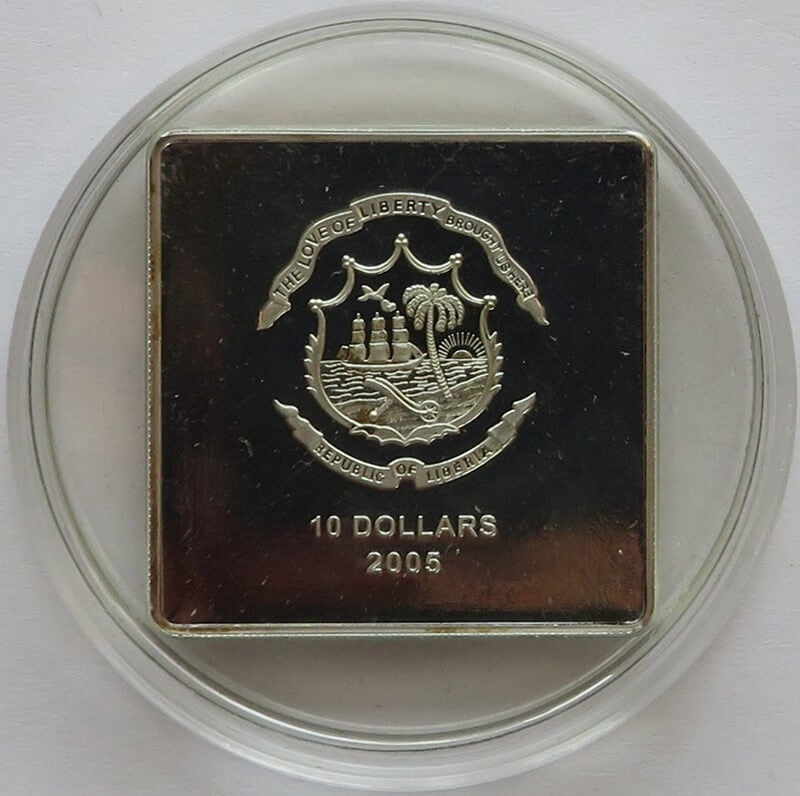 THE LOVE OF LIBERTY BROUGHT US HERE
REPUBLIC OF LIBERIA
10 DOLLARS
2005